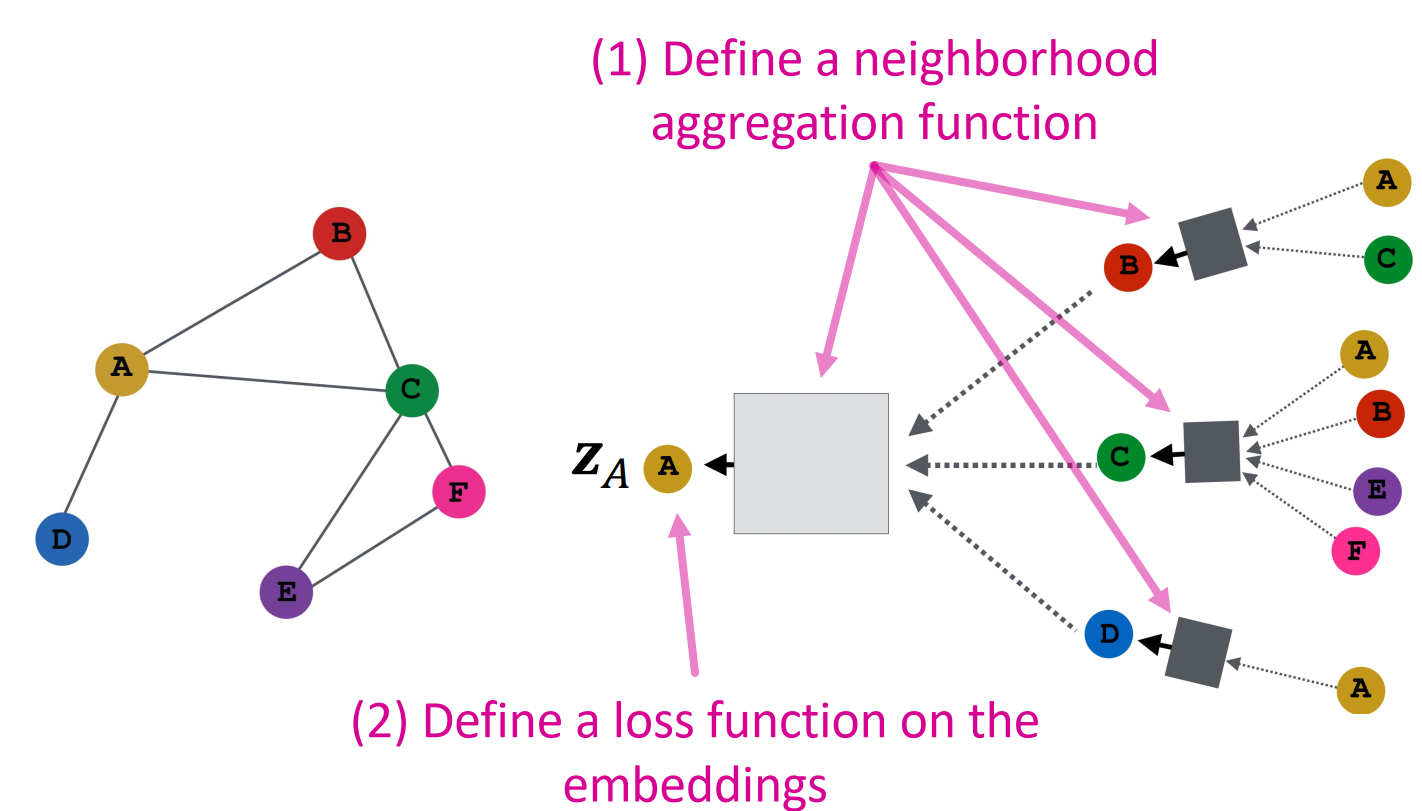 (1) Define a neighborhood
aggregation function
B
A
C
F
D
E
z_A A
B
A
C
C
A
B
E
F
D
A
(2) Define a loss function on the
embeddings